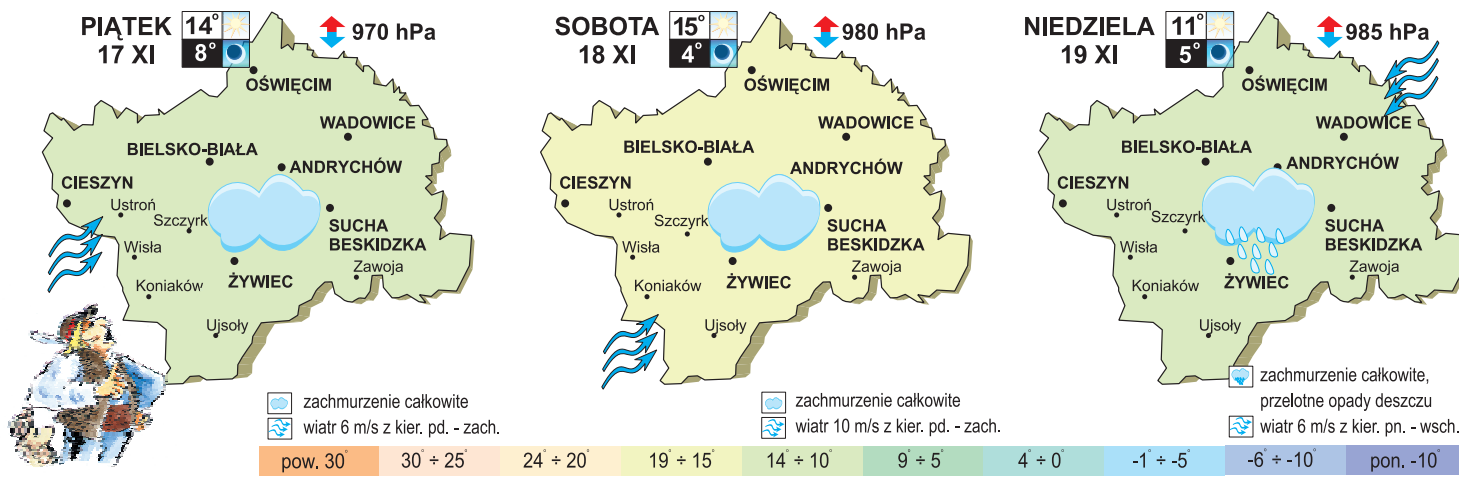 PIĄTEK
17 XI
14°
8°
970 hPa
OŚWIĘCIM
WADOWICE
BIELSKO-BIAŁA
ANDRYCHÓW
CIESZYN
Ustroń
Szczyrk
SUCHA
BESKIDZKA
Wisła
ŻYWIEC
Zawoja
Koniaków
Ujsoły
zachmurzenie całkowite
wiatr 6 m/s z kier. pd. - zach.
SOBOTA
18 XI
15°
4°
980 hPa
OŚWIĘCIM
WADOWICE
BIELSKO-BIAŁA
ANDRYCHÓW
CIESZYN
Ustroń
Szczyrk
SUCHA
BESKIDZKA
Wisła
ŻYWIEC
Zawoja
Koniaków
Ujsoły
zachmurzenie całkowite
wiatr 10 m/s z kier. pd. - zach.
NIEDZIELA
19 XI
11°
5°
985 hPa
OŚWIĘCIM
WADOWICE
BIELSKO-BIAŁA
ANDRYCHÓW
CIESZYN
Ustroń
Szczyrk
SUCHA
BESKIDZKA
Wisła
ŻYWIEC
Zawoja
Koniaków
Ujsoły
zachmurzenie całkowite,
przelotne opady deszczu
wiatr 6 m/s z kier. pn. - wsch.
pow. 30° 30° ÷ 25° 24° ÷ 20° 19° ÷ 15° 14° ÷ 10° 9° ÷ 5° 4° ÷ 0° -1° ÷ -5° -6° ÷ -10° pon. -10°